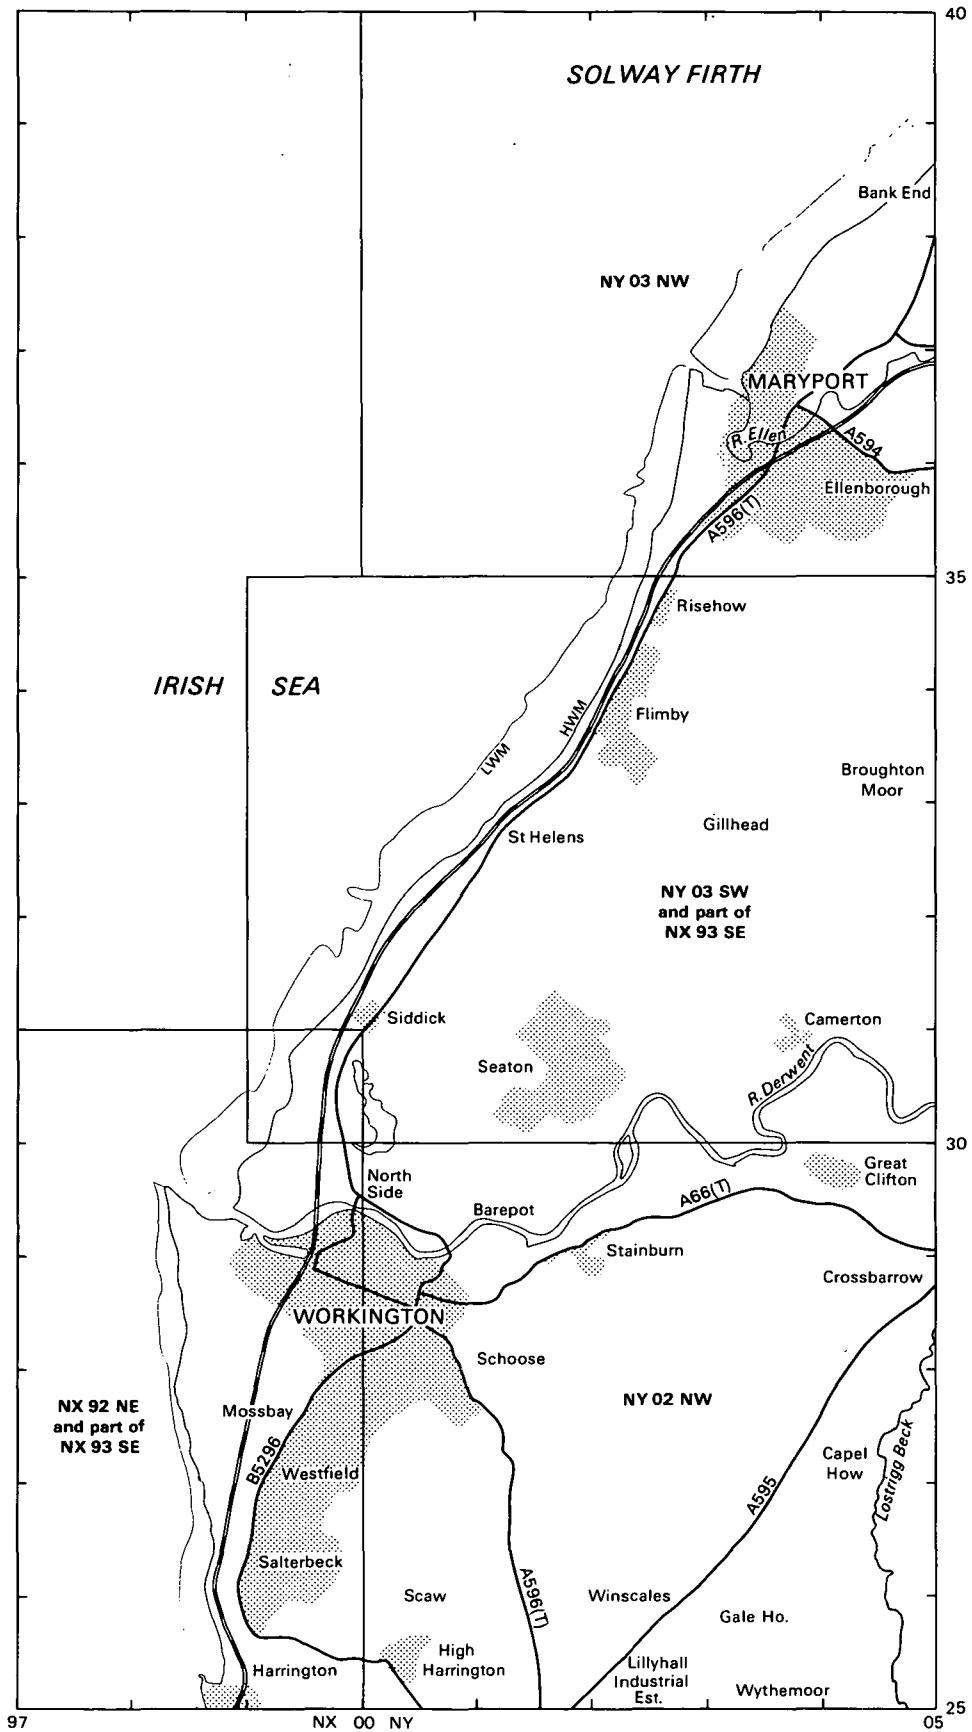 40
SOLWAY FIRTH
Bank End
NY 03 NW
MARYPORT
R. Ellen
A594
Ellenborough
A596(T)
35
Risehow
IRISH SEA
HWM
Flimby
LWM
Broughton
Moor
Gillhead
St Helens
NY 03 SW
and part of
NX 93 SE
Siddick
Camerton
Seaton
R. Derwent
30
North
Side
Great
Clifton
A66(T)
Barepot
Stainburn
Crossbarrow
WORKINGTON
Schoose
NX 92 NE
and part of
NX 93 SE
NY 02 NW
Mossbay
B5296
Westfield
Capel
How
Lostrigg Beck
A595
Salterbeck
A596(T)
Scaw
Winscales
Gale Ho.
High
Harrington
Harrington
Lillyhall
Industrial
Est.
Wythemoor
25
97
NX 00 NY
05